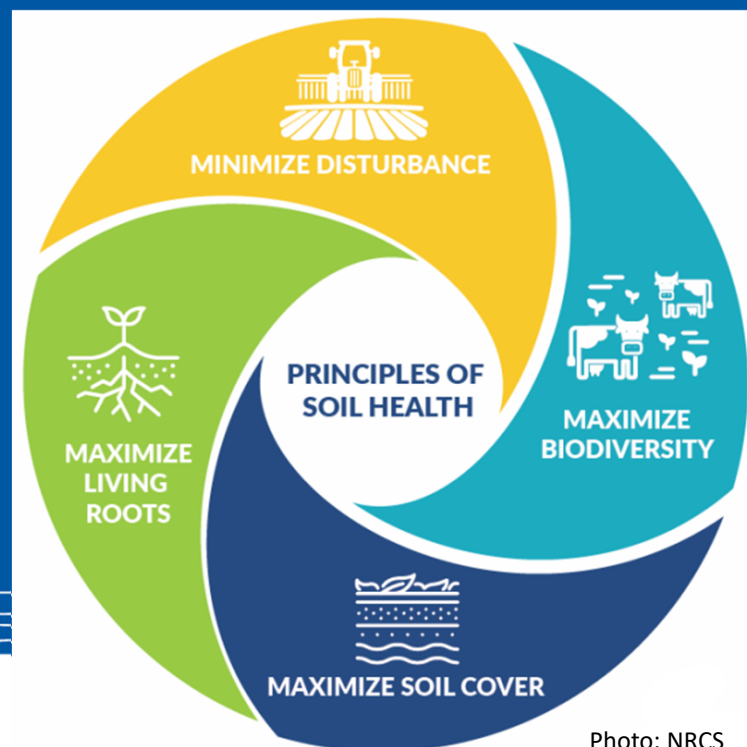 MINIMIZE DISTURBANCE
MAXIMIZE
BIODIVERSITY
PRINCIPLES OF
SOIL HEALTH
MAXIMIZE
LIVING
ROOTS
MAXIMIZE SOIL COVER
Photo: NRCS